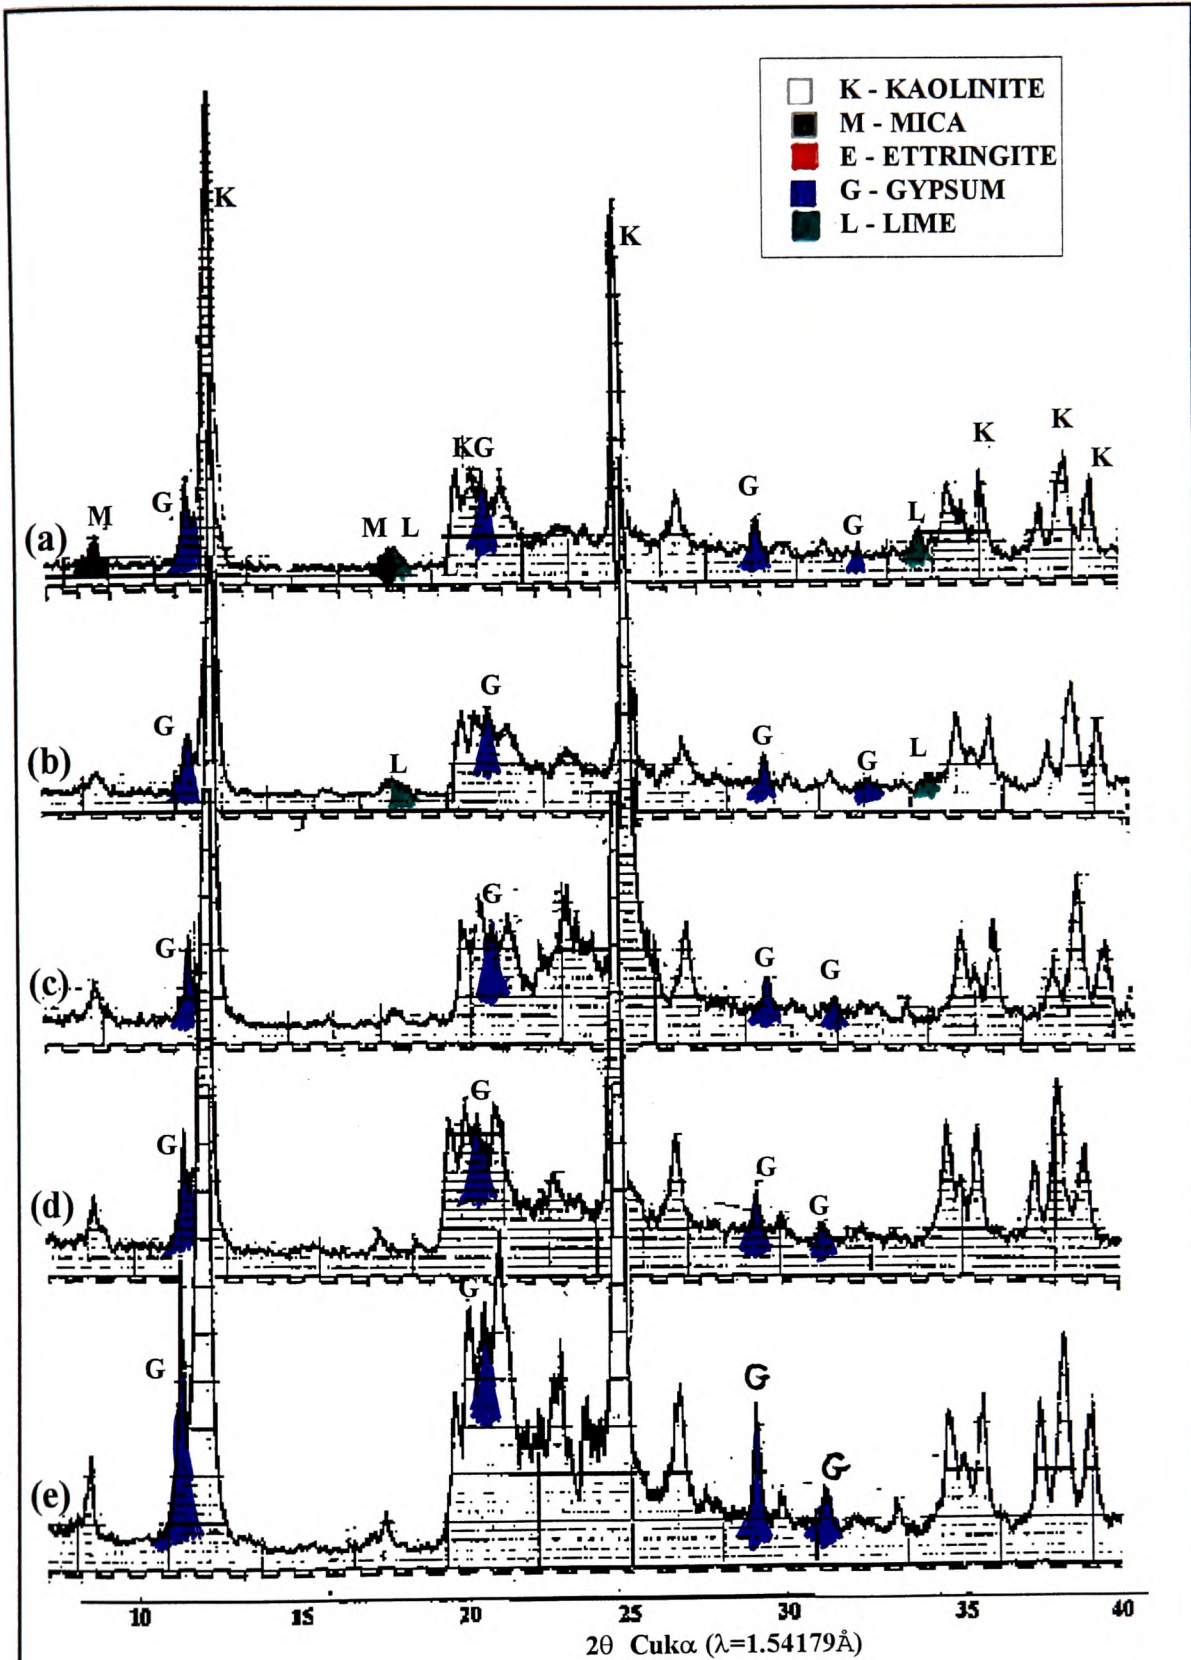 K - KAOLINITE
M - MICA
E - ETTRINGITE
G - GYPSUM
L - LIME
K
K
K
K
K
KG
G
G
G
L
M
M L
(a)
G
G
G
G
L
L
(b)
G
G
G
G
(c)
G
G
G
G
(d)
G
G
G
G
(e)
10 15 20 25 30 35 40
2θ Cukα (λ=1.54179Å)